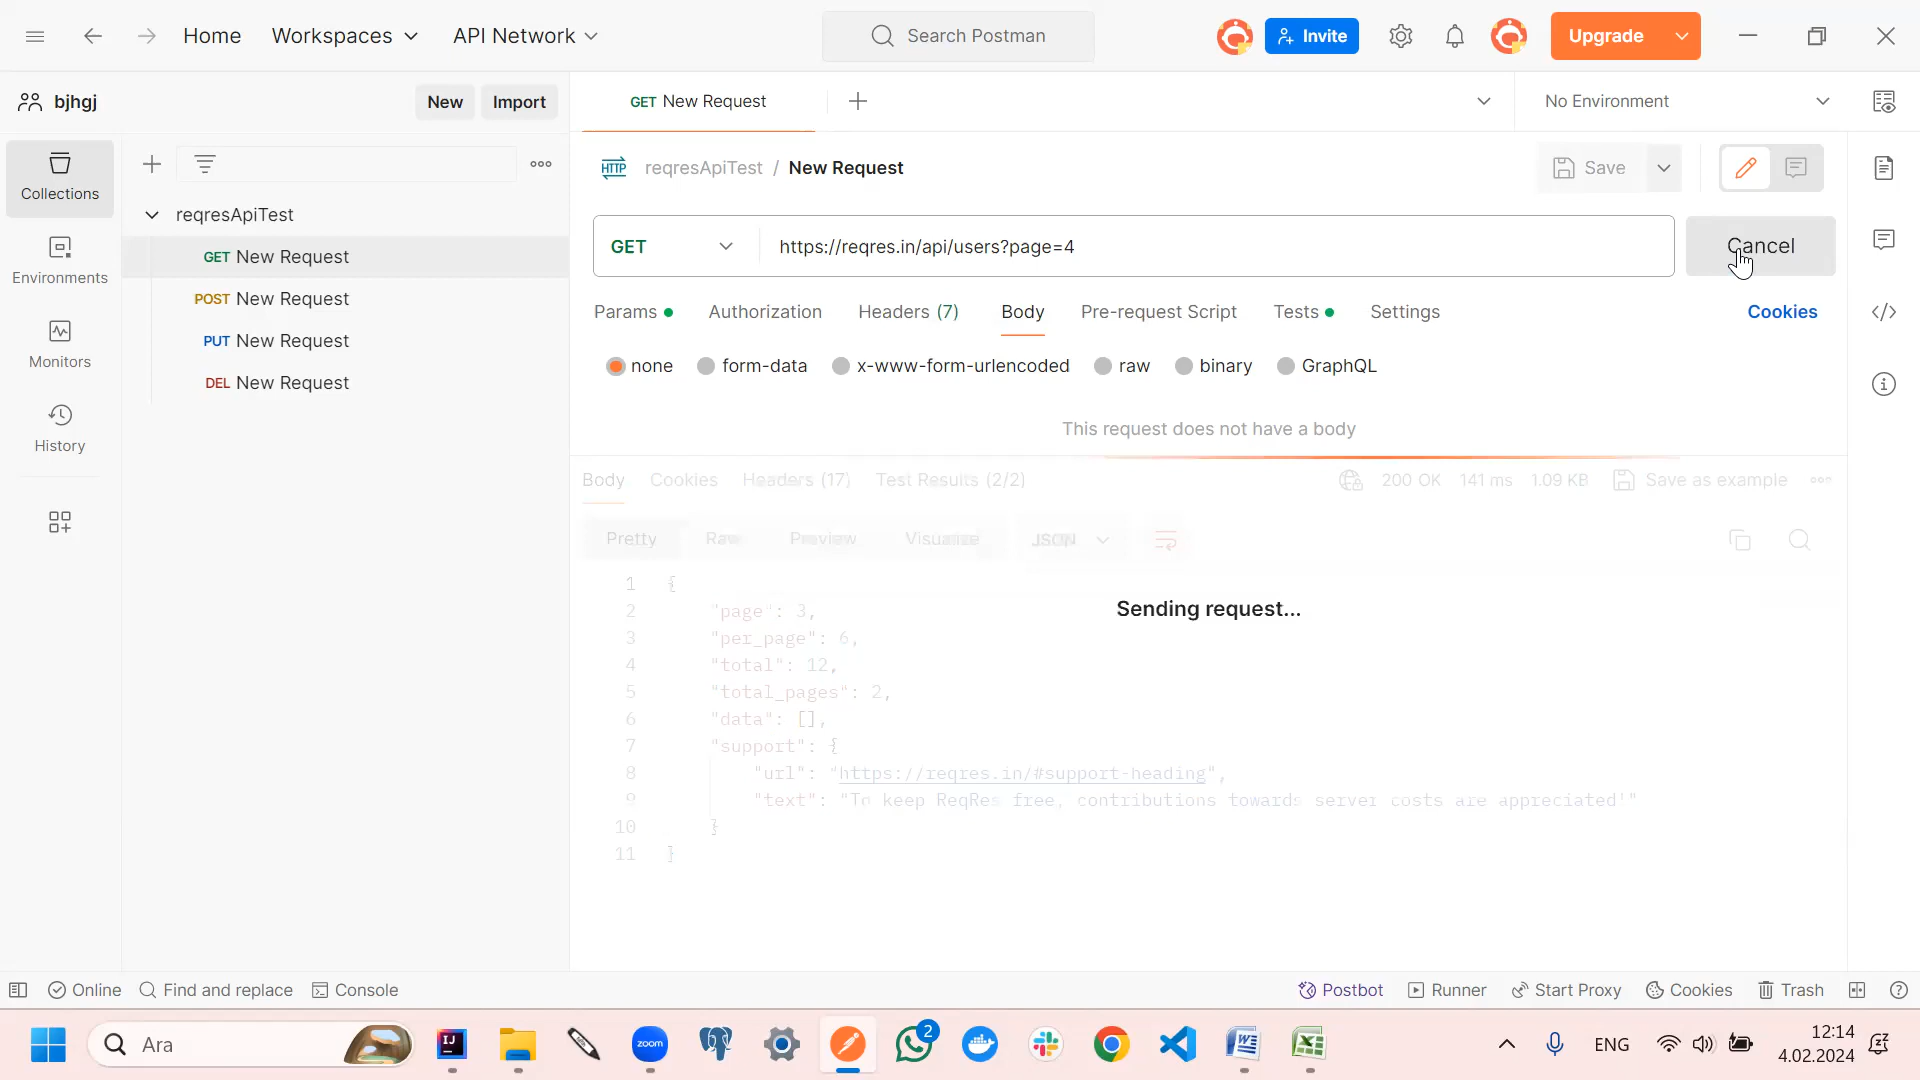 Home Workspaces API Network Search Postman Invite Upgrade
bjhgj New Import GET New Request No Environment
HTTP reqresApiTest / New Request Save
Collections
reqresApiTest
GET New Request
POST New Request
PUT New Request
DEL New Request
Environments
Monitors
History
GET https://reqres.in/api/users?page=4 Cancel
Params Authorization Headers (7) Body Pre-request Script Tests Settings Cookies
none form-data x-www-form-urlencoded raw binary GraphQL
This request does not have a body
Body Cookies Headers (17) Test Results (2/2) 200 OK 141 ms 1.09 KB Save as example
Pretty Raw Preview Visualize JSON
Sending request...
1 {
2 "page": 3,
3 "per_page": 6,
4 "total": 12,
5 "total_pages": 2,
6 "data": [],
7 "support": {
8 "url": "https://reqres.in/#support-heading",
9 "text": "To keep ReqRes free, contributions towards server costs are appreciated!"
10 }
11 }
Online Find and replace Console Postbot Runner Start Proxy Cookies Trash
Ara IJ zoom 2 ENG 12:14
4.02.2024